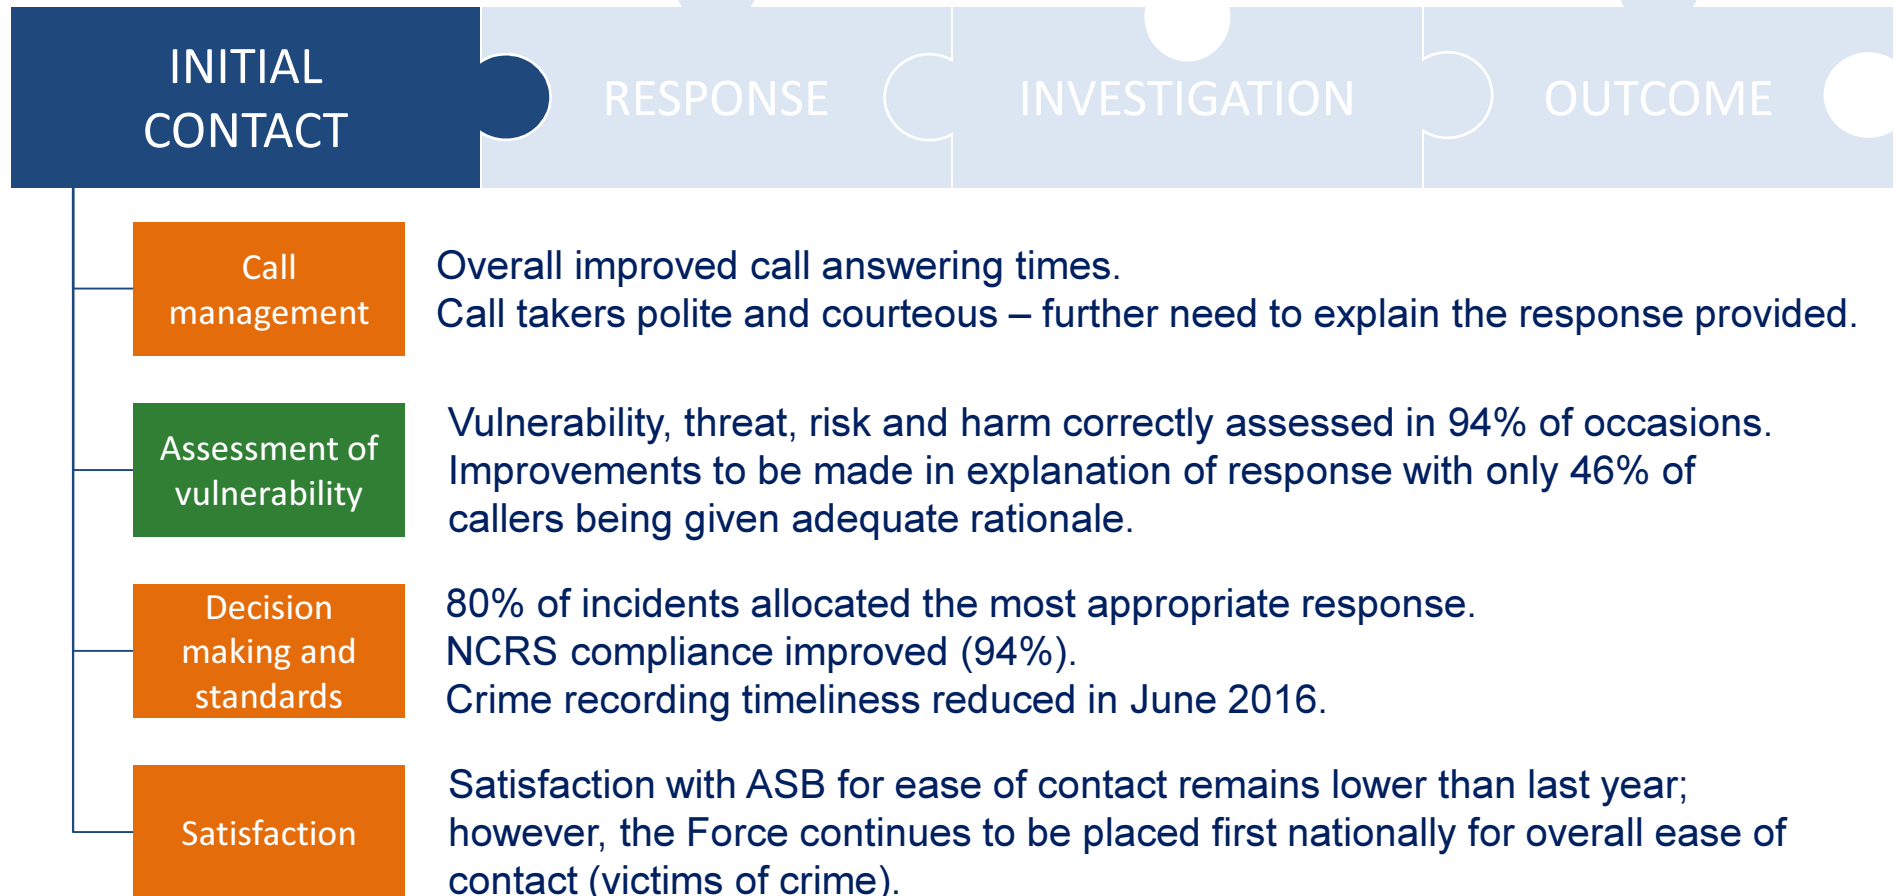 INITIAL
CONTACT
RESPONSE
INVESTIGATION
OUTCOME
Call
management
Overall improved call answering times.
Call takers polite and courteous – further need to explain the response provided.
Assessment of
vulnerability
Vulnerability, threat, risk and harm correctly assessed in 94% of occasions.
Improvements to be made in explanation of response with only 46% of
callers being given adequate rationale.
Decision
making and
standards
80% of incidents allocated the most appropriate response.
NCRS compliance improved (94%).
Crime recording timeliness reduced in June 2016.
Satisfaction
Satisfaction with ASB for ease of contact remains lower than last year;
however, the Force continues to be placed first nationally for overall ease of
contact (victims of crime).